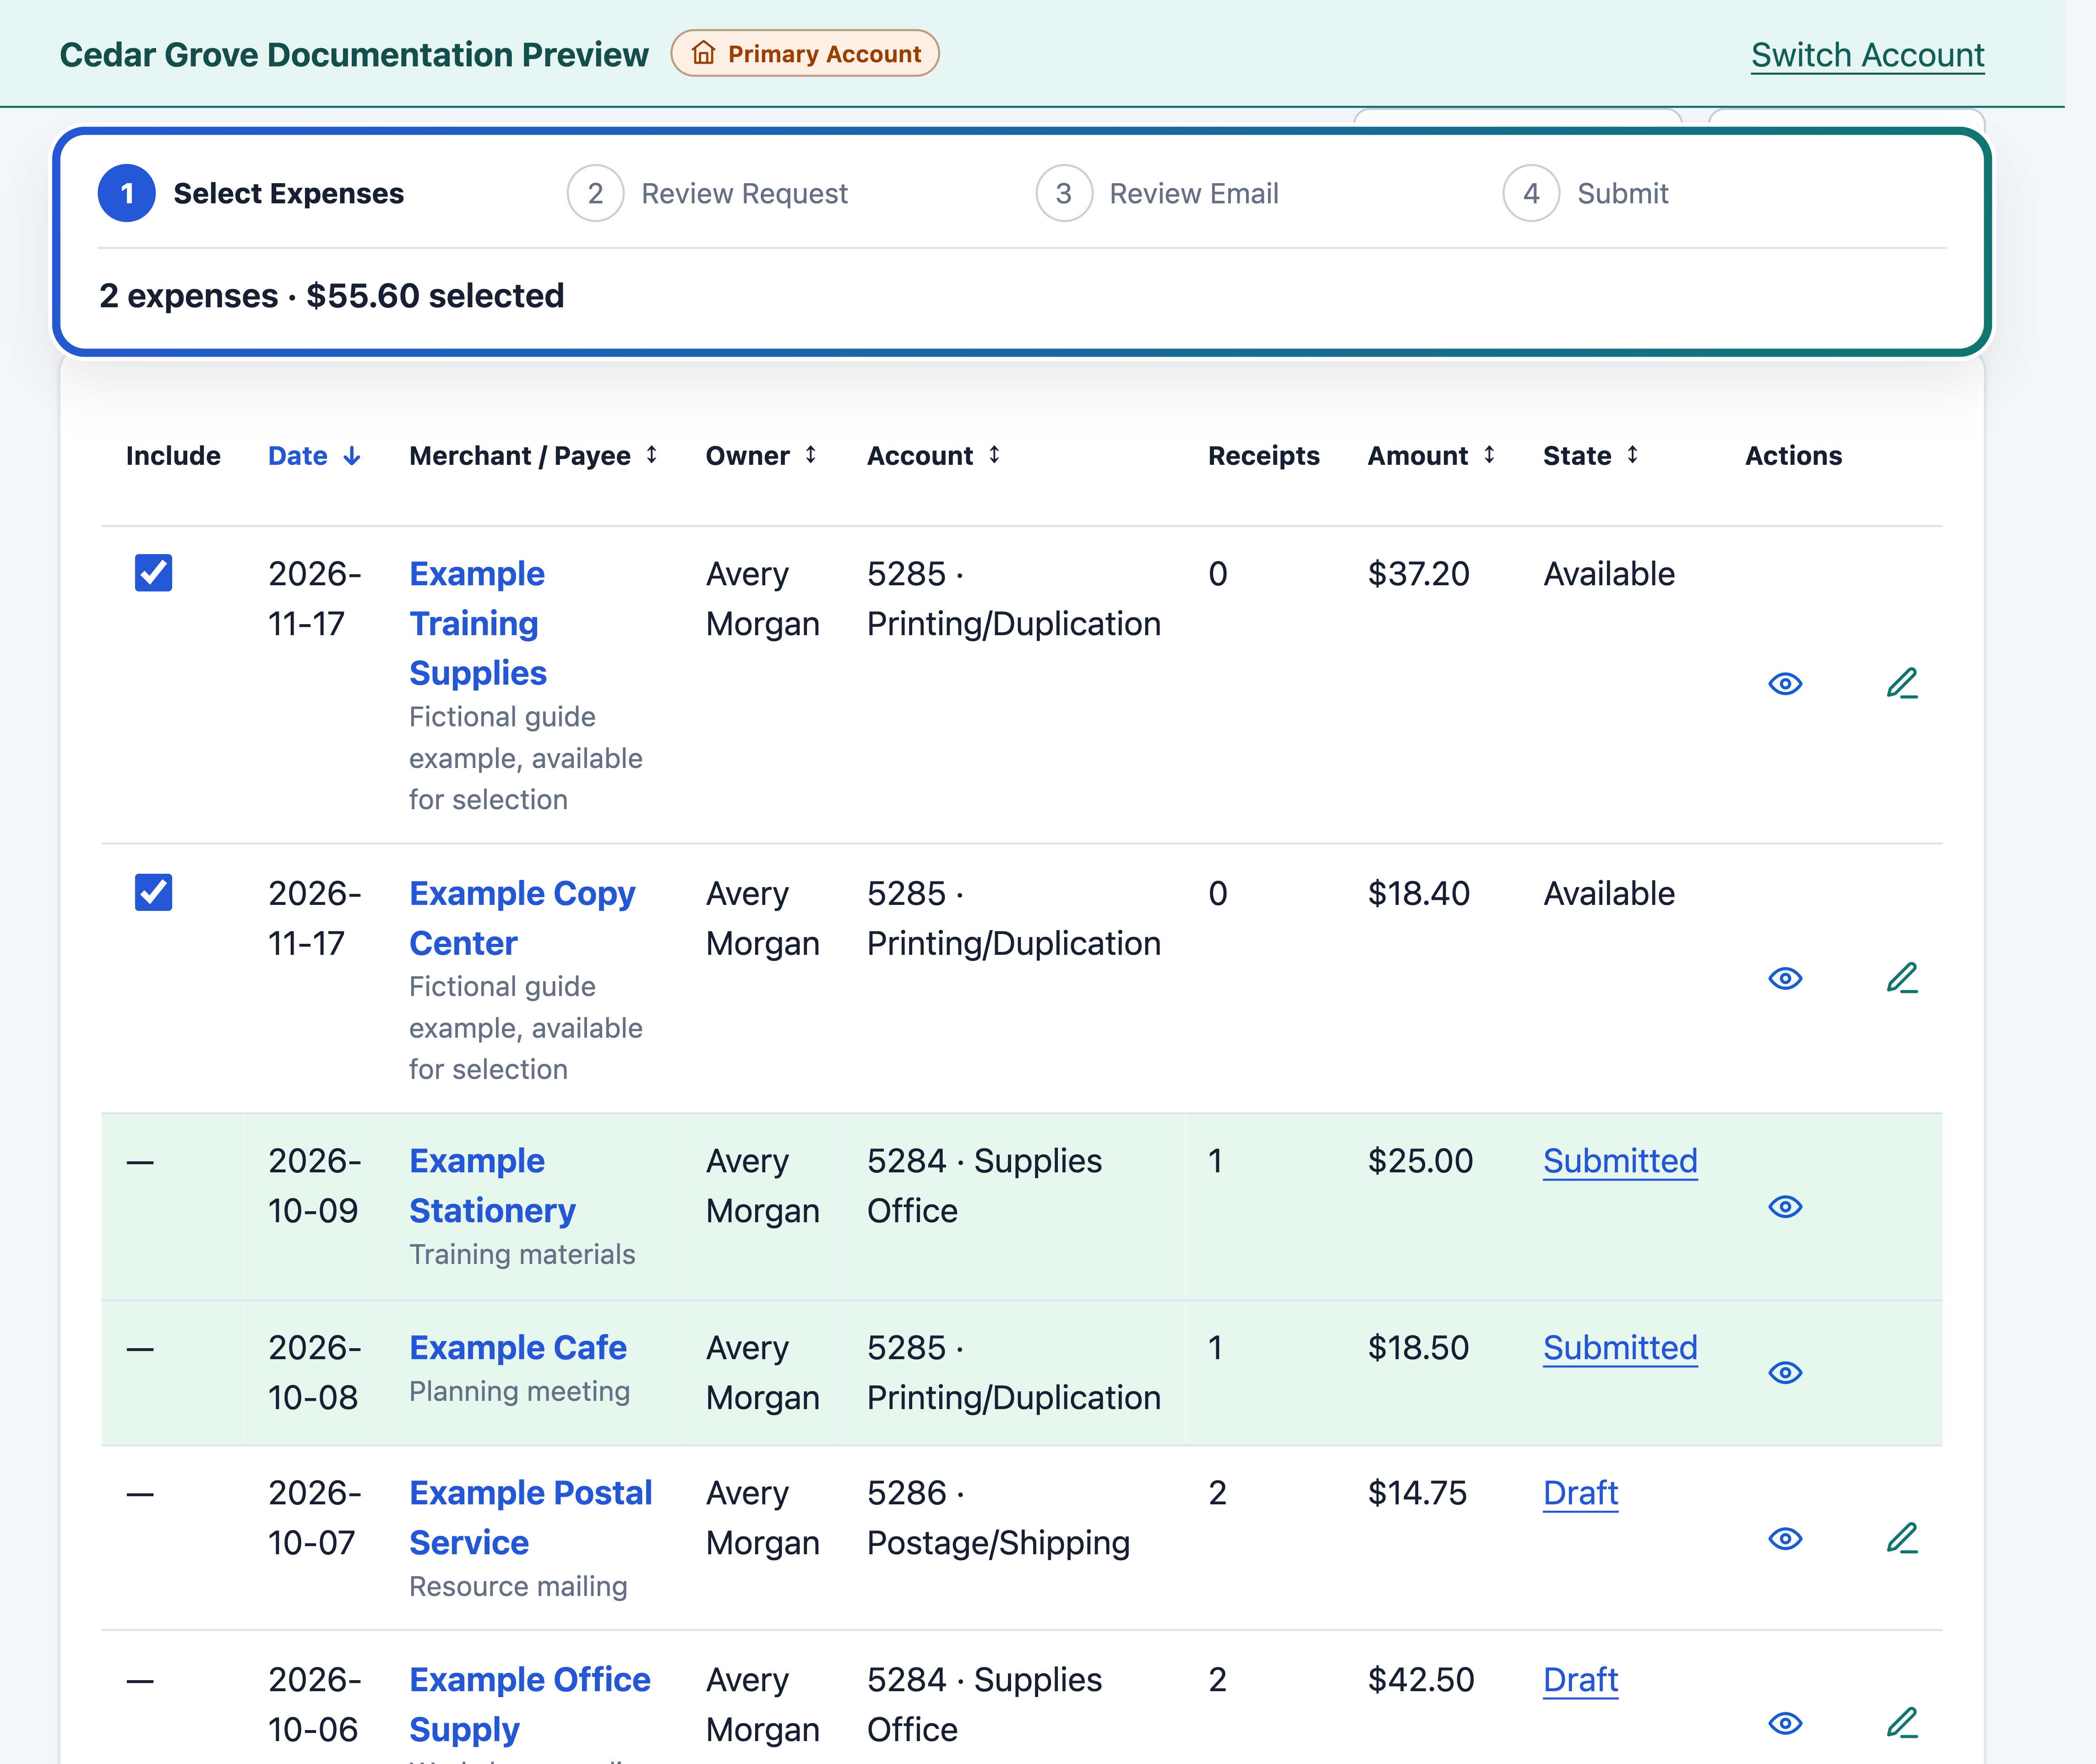 Cedar Grove Documentation Preview
Primary Account
Switch Account
1 Select Expenses
2 Review Request
3 Review Email
4 Submit
2 expenses · $55.60 selected
Include Date ↓ Merchant / Payee ↕ Owner ↕ Account ↕ Receipts Amount ↕ State ↕ Actions
2026- Example Avery 5285 · 0 $37.20 Available
11-17 Training Morgan Printing/Duplication
Supplies
Fictional guide
example, available
for selection
2026- Example Copy Avery 5285 · 0 $18.40 Available
11-17 Center Morgan Printing/Duplication
Fictional guide
example, available
for selection
— 2026- Example Avery 5284 · Supplies 1 $25.00 Submitted
10-09 Stationery Morgan Office
Training materials
— 2026- Example Cafe Avery 5285 · 1 $18.50 Submitted
10-08 Planning meeting Morgan Printing/Duplication
— 2026- Example Postal Avery 5286 · 2 $14.75 Draft
10-07 Service Morgan Postage/Shipping
Resource mailing
— 2026- Example Office Avery 5284 · Supplies 2 $42.50 Draft
10-06 Supply Morgan Office